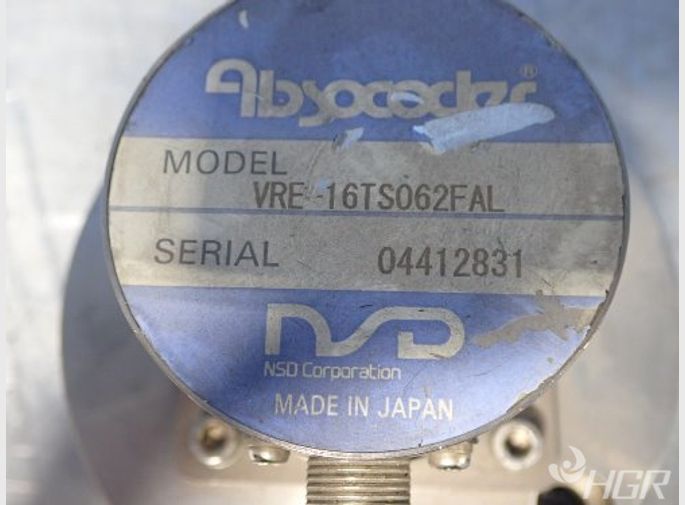 Absocoder®
MODEL
VRE-16TS062FAL
SERIAL 04412831
NSD
NSD Corporation
MADE IN JAPAN
HGR